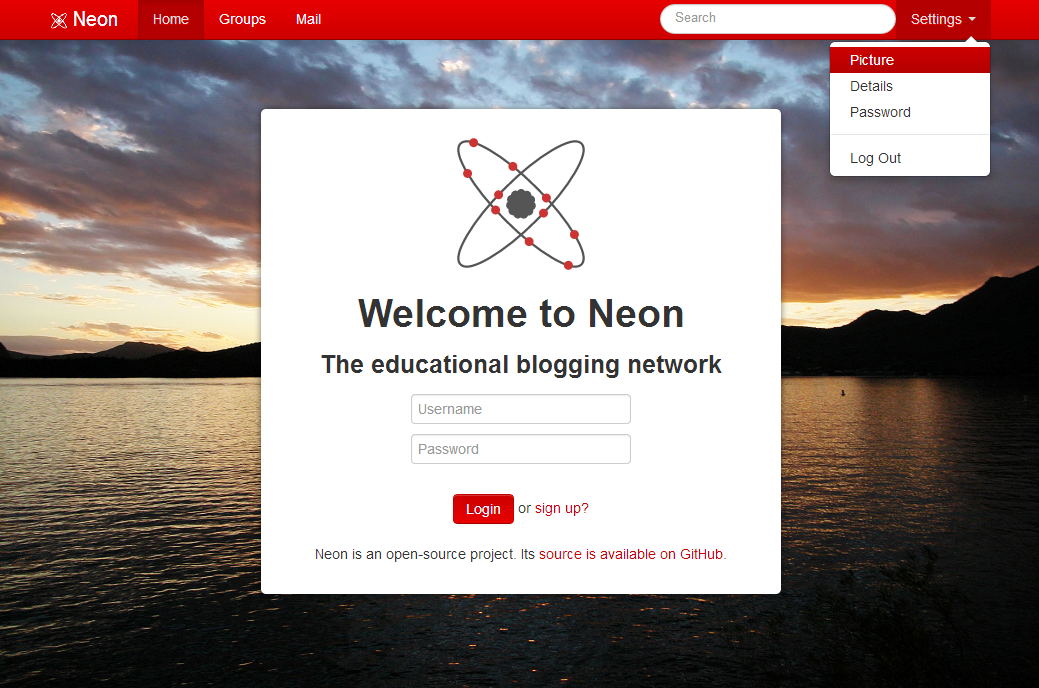 Neon Home Groups Mail Search Settings
Picture
Details
Password
Log Out
Welcome to Neon
The educational blogging network
Username
Password
Login or sign up?
Neon is an open-source project. Its source is available on GitHub.